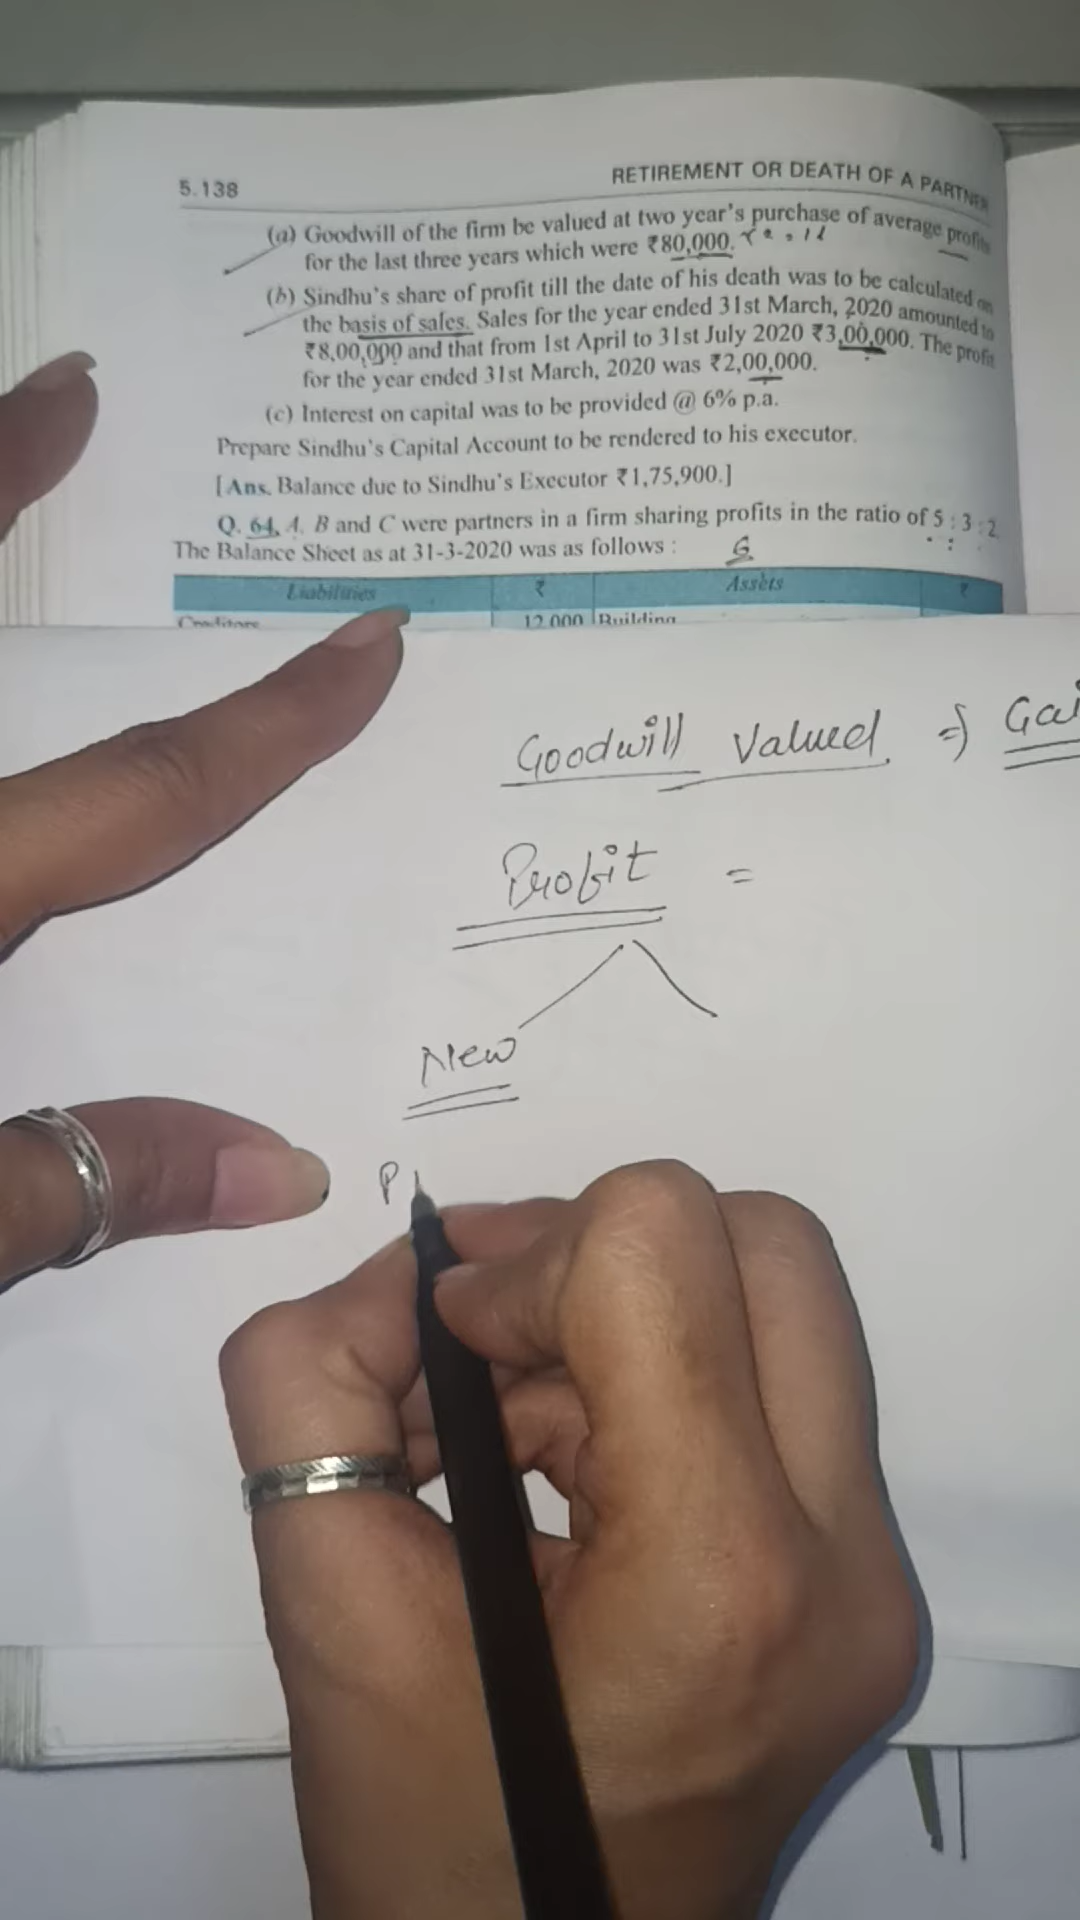 5.138
RETIREMENT OR DEATH OF A PARTNER
(a) Goodwill of the firm be valued at two year's purchase of average profits
for the last three years which were ₹80,000.
(b) Sindhu's share of profit till the date of his death was to be calculated on
the basis of sales. Sales for the year ended 31st March, 2020 amounted to
₹8,00,000 and that from 1st April to 31st July 2020 ₹3,00,000. The profit
for the year ended 31st March, 2020 was ₹2,00,000.
(c) Interest on capital was to be provided @ 6% p.a.
Prepare Sindhu's Capital Account to be rendered to his executor.
[Ans. Balance due to Sindhu's Executor ₹1,75,900.]
Q. 64. A, B and C were partners in a firm sharing profits in the ratio of 5 : 3 : 2.
The Balance Sheet as at 31-3-2020 was as follows :
G
Liabilities ₹ Assets ₹
Creditors 12,000 Building
Goodwill Valued ⇒ Gai
Profit =
New
P